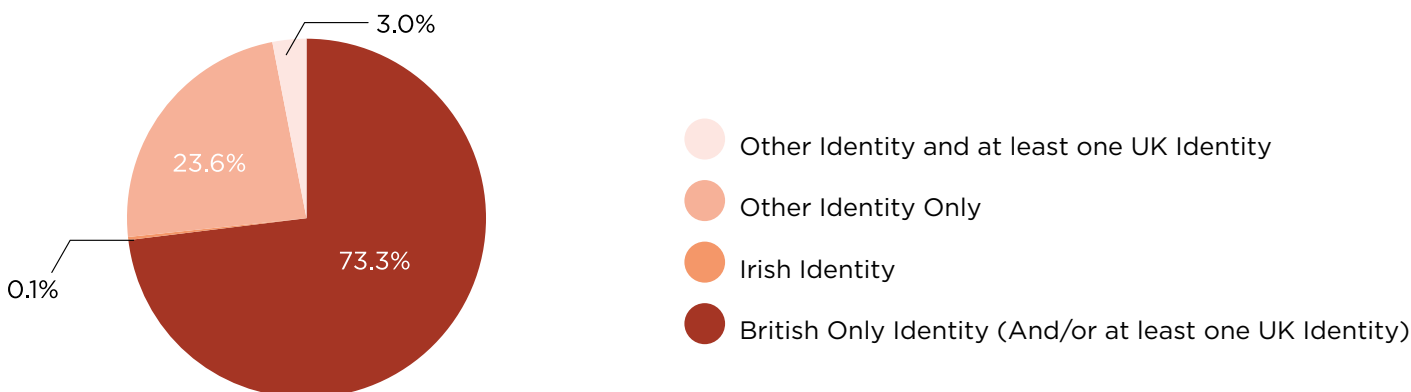 3.0%
23.6%
73.3%
0.1%
Other Identity and at least one UK Identity
Other Identity Only
Irish Identity
British Only Identity (And/or at least one UK Identity)